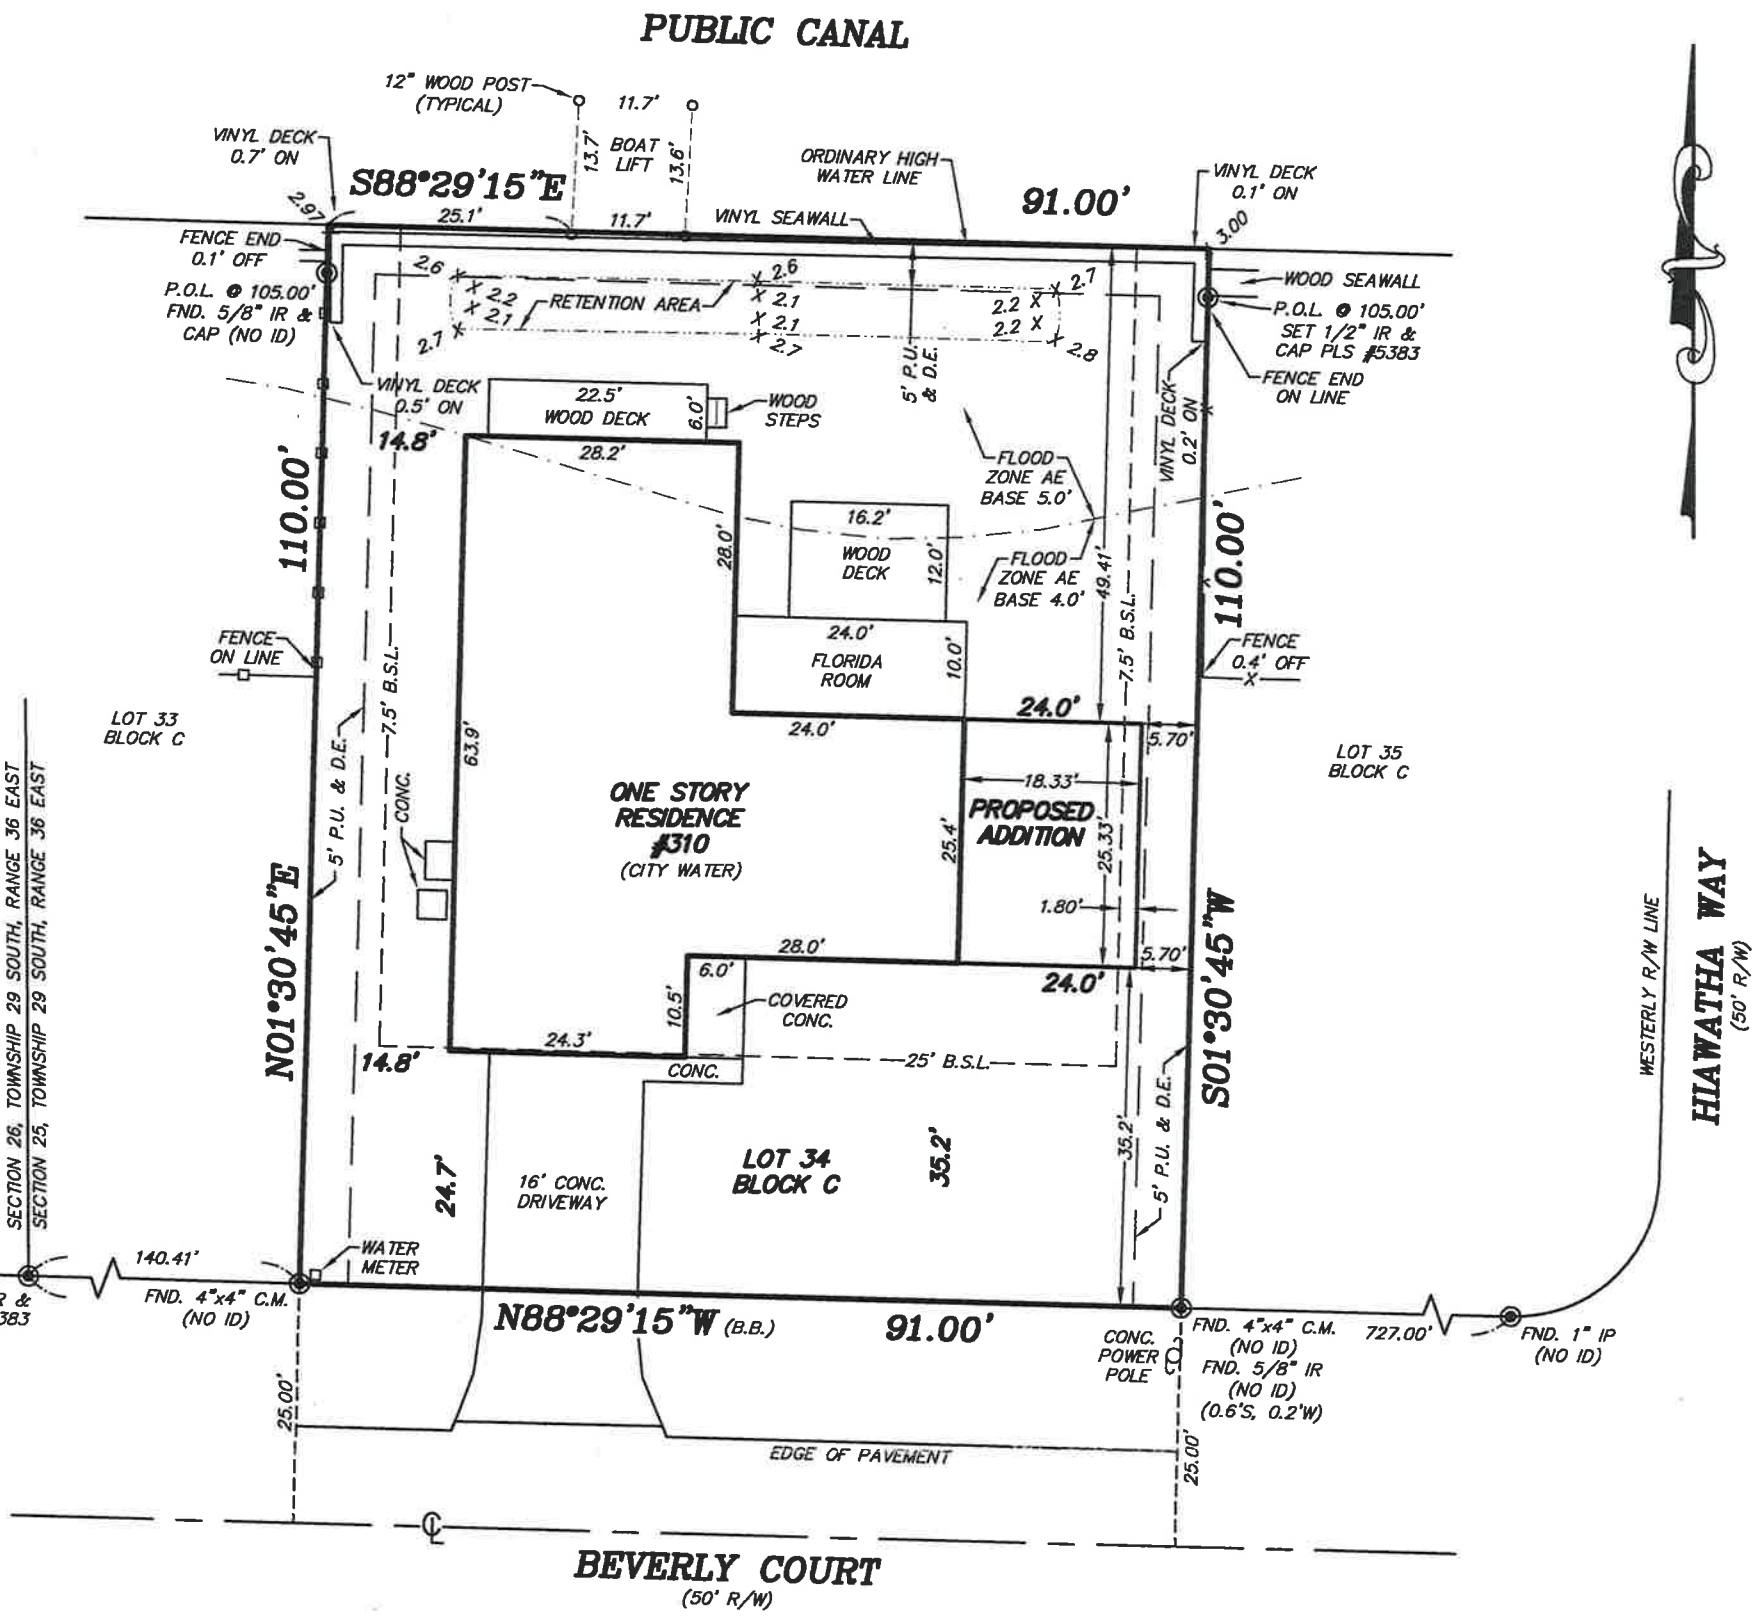 PUBLIC CANAL
12" WOOD POST
(TYPICAL)
11.7'
13.7'
BOAT
LIFT
13.6'
VINYL DECK
0.7' ON
ORDINARY HIGH
WATER LINE
VINYL DECK
0.1' ON
S88°29'15"E
91.00'
2.97
25.1'
11.7'
VINYL SEAWALL
3.00
FENCE END
0.1' OFF
WOOD SEAWALL
P.O.L. @ 105.00'
FND. 5/8" IR &
CAP (NO ID)
P.O.L. @ 105.00'
SET 1/2" IR &
CAP PLS #5383
2.6
2.2
2.1
2.7
RETENTION AREA
2.6
2.1
2.1
2.7
2.7
2.2
2.2
2.8
5' P.U.
& D.E.
FENCE END
ON LINE
VINYL DECK
0.5' ON
VINYL DECK
0.2' ON
22.5'
WOOD DECK
6.0'
WOOD
STEPS
14.8'
28.2'
FLOOD
ZONE AE
BASE 5.0'
110.00'
110.00'
28.0'
16.2'
WOOD
DECK
12.0'
FLOOD
ZONE AE
BASE 4.0'
49.41'
7.5' B.S.L.
7.5' B.S.L.
FENCE
ON LINE
24.0'
FLORIDA
ROOM
10.0'
FENCE
0.4' OFF
LOT 33
BLOCK C
24.0'
24.0'
5.70'
LOT 35
BLOCK C
63.9'
5' P.U. & D.E.
CONC.
ONE STORY
RESIDENCE
#310
(CITY WATER)
18.33'
PROPOSED
ADDITION
25.4'
25.33'
1.80'
5.70'
N01°30'45"E
S01°30'45"W
28.0'
6.0'
10.5'
COVERED
CONC.
24.0'
24.3'
14.8'
CONC.
25' B.S.L.
24.7'
16' CONC.
DRIVEWAY
LOT 34
BLOCK C
35.2'
35.2'
5' P.U. & D.E.
SECTION 26, TOWNSHIP 29 SOUTH, RANGE 36 EAST
SECTION 25, TOWNSHIP 29 SOUTH, RANGE 36 EAST
WESTERLY R/W LINE
HIAWATHA WAY
(50' R/W)
WATER
METER
140.41'
R &
383
FND. 4"x4" C.M.
(NO ID)
N88°29'15"W (B.B.)
91.00'
CONC.
POWER
POLE
FND. 4"x4" C.M.
(NO ID)
FND. 5/8" IR
(NO ID)
(0.6'S, 0.2'W)
727.00'
FND. 1" IP
(NO ID)
25.00'
EDGE OF PAVEMENT
25.00'
CL
BEVERLY COURT
(50' R/W)